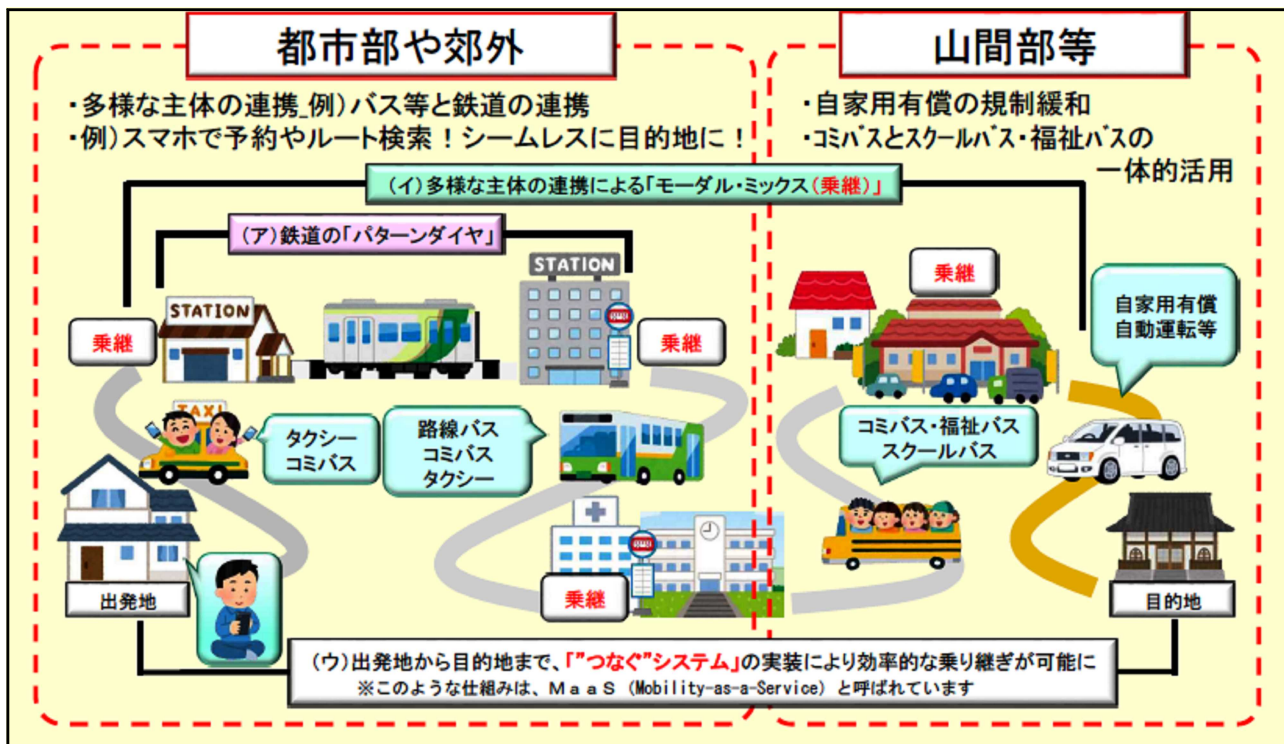 都市部や郊外
・多様な主体の連携_例）バス等と鉄道の連携
・例）スマホで予約やルート検索！シームレスに目的地に！
山間部等
・自家用有償の規制緩和
・ｺﾐﾊﾞｽとｽｸｰﾙﾊﾞｽ・福祉ﾊﾞｽの
一体的活用
（イ）多様な主体の連携による「モーダル・ミックス（乗継）」
（ア）鉄道の「パターンダイヤ」
STATION
STATION
乗継
乗継
乗継
自家用有償
自動運転等
TAXI
タクシー
コミバス
路線バス
コミバス
タクシー
コミバス・福祉バス
スクールバス
出発地
乗継
目的地
（ウ）出発地から目的地まで、「”つなぐ”システム」の実装により効率的な乗り継ぎが可能に
※このような仕組みは、ＭａａＳ（Mobility-as-a-Service）と呼ばれています